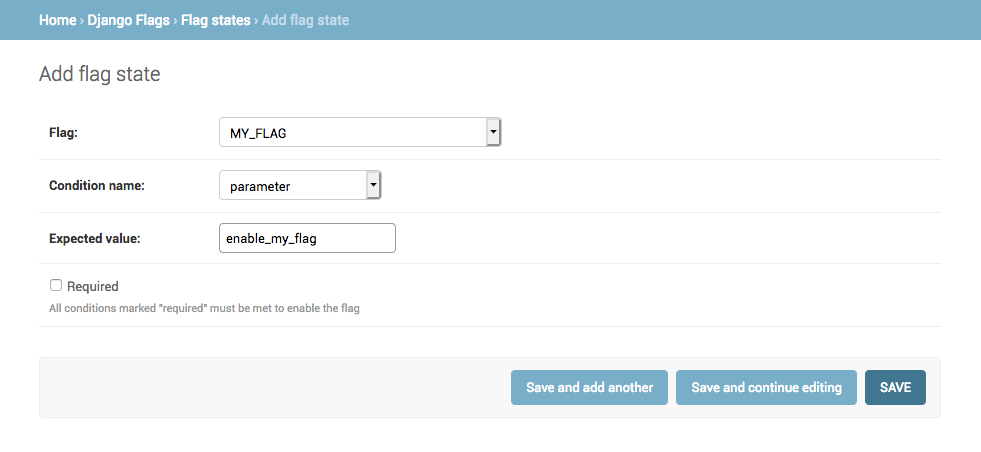 Home › Django Flags › Flag states › Add flag state
Add flag state
Flag: MY_FLAG
Condition name: parameter
Expected value: enable_my_flag
Required
All conditions marked "required" must be met to enable the flag
Save and add another Save and continue editing SAVE